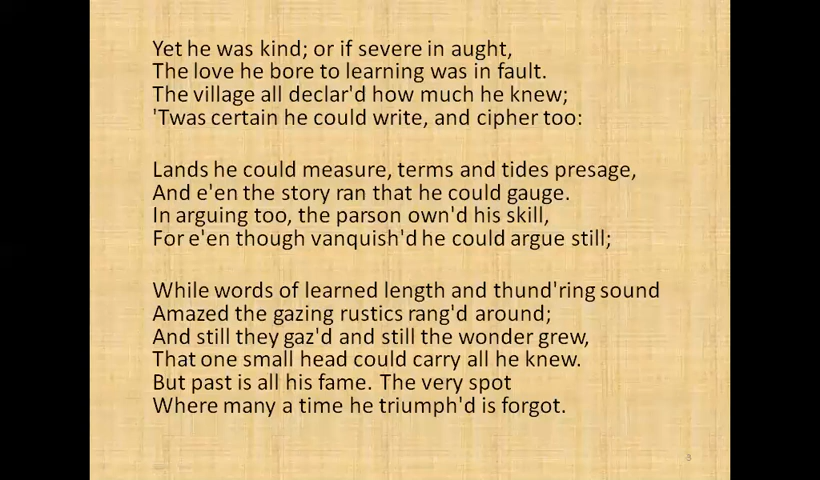 Yet he was kind; or if severe in aught,
The love he bore to learning was in fault.
The village all declar'd how much he knew;
'Twas certain he could write, and cipher too:
Lands he could measure, terms and tides presage,
And e'en the story ran that he could gauge.
In arguing too, the parson own'd his skill,
For e'en though vanquish'd he could argue still;
While words of learned length and thund'ring sound
Amazed the gazing rustics rang'd around;
And still they gaz'd and still the wonder grew,
That one small head could carry all he knew.
But past is all his fame. The very spot
Where many a time he triumph'd is forgot.
3